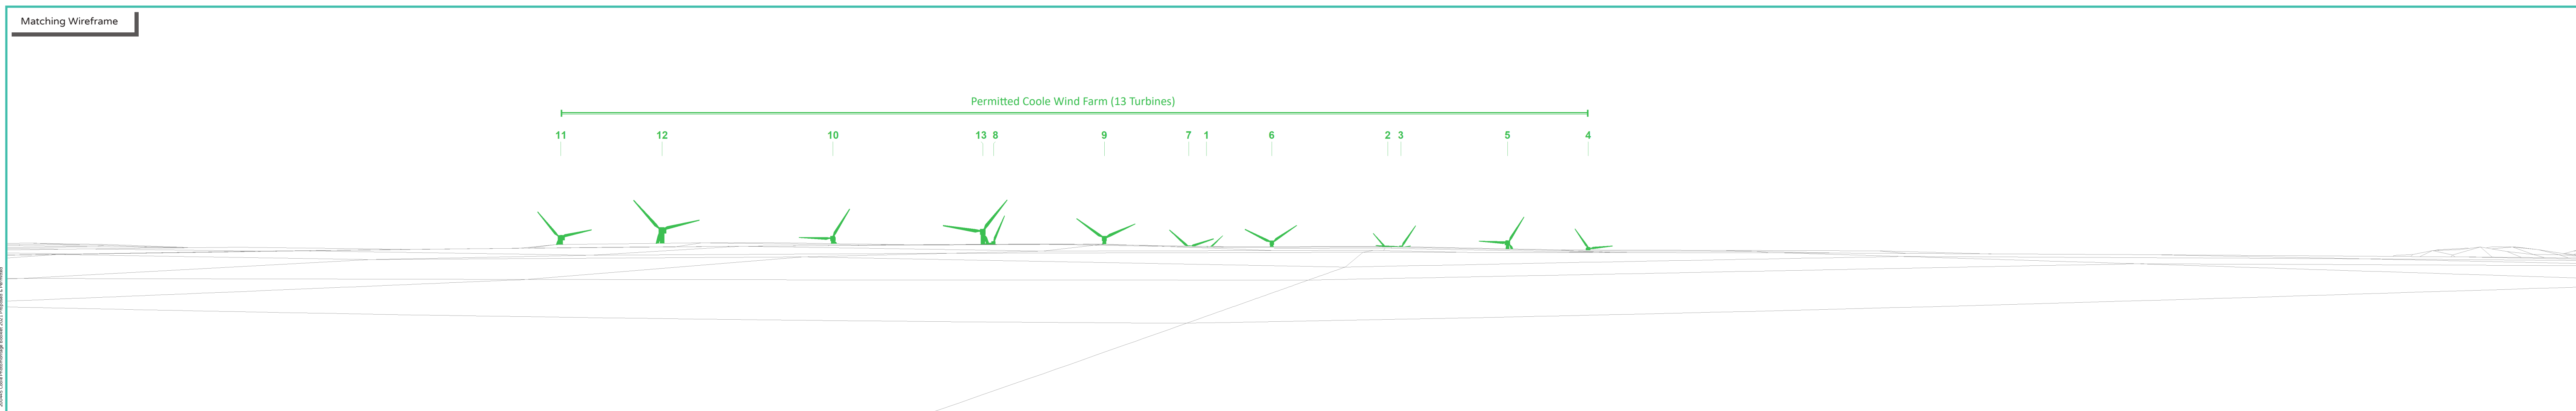 Matching Wireframe
Permitted Coole Wind Farm (13 Turbines)
11 12 10 13 8 9 7 1 6 2 3 5 4